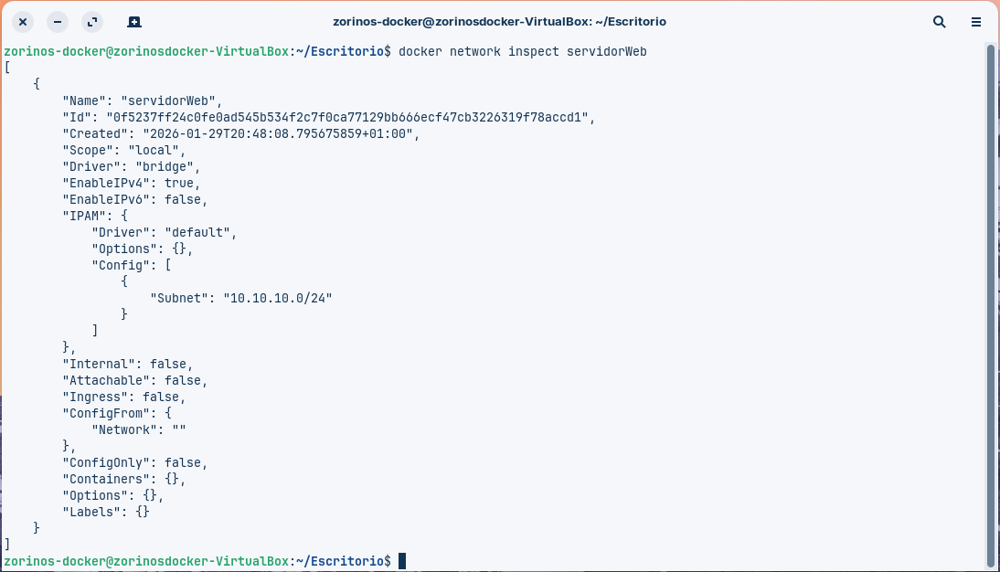 zorinos-docker@zorinosdocker-VirtualBox: ~/Escritorio
zorinos-docker@zorinosdocker-VirtualBox:~/Escritorio$ docker network inspect servidorWeb
[
    {
        "Name": "servidorWeb",
        "Id": "0f5237ff24c0fe0ad545b534f2c7f0ca77129bb666ecf47cb3226319f78accd1",
        "Created": "2026-01-29T20:48:08.795675859+01:00",
        "Scope": "local",
        "Driver": "bridge",
        "EnableIPv4": true,
        "EnableIPv6": false,
        "IPAM": {
            "Driver": "default",
            "Options": {},
            "Config": [
                {
                    "Subnet": "10.10.10.0/24"
                }
            ]
        },
        "Internal": false,
        "Attachable": false,
        "Ingress": false,
        "ConfigFrom": {
            "Network": ""
        },
        "ConfigOnly": false,
        "Containers": {},
        "Options": {},
        "Labels": {}
    }
]
zorinos-docker@zorinosdocker-VirtualBox:~/Escritorio$